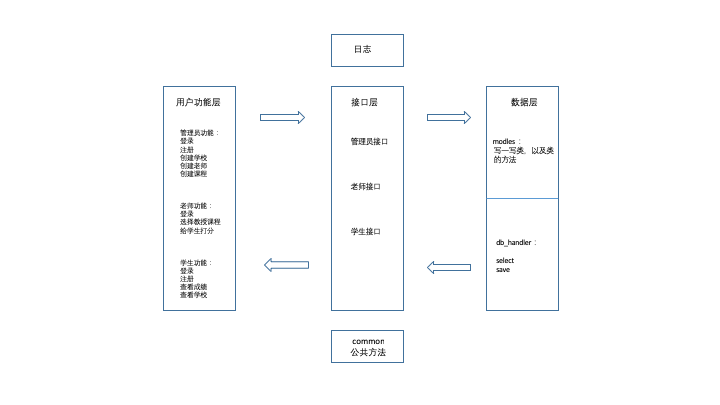 日志
用户功能层
管理员功能：
登录
注册
创建学校
创建老师
创建课程
老师功能：
登录
选择教授课程
给学生打分
学生功能：
登录
注册
查看成绩
查看学校
接口层
管理员接口
老师接口
学生接口
数据层
modles：
写一写类，以及类
的方法
db_handler：
select
save
common
公共方法